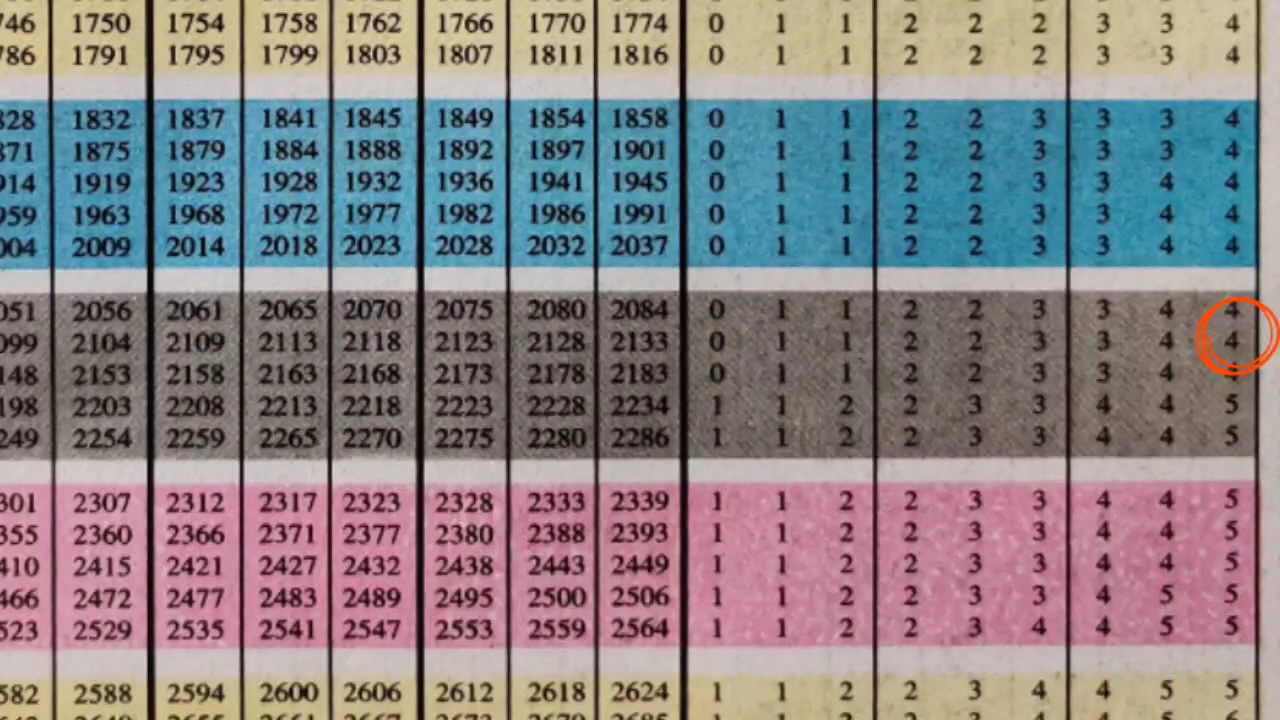 746 1750 1754 1758 1762 1766 1770 1774 0 1 1 2 2 2 3 3 4
786 1791 1795 1799 1803 1807 1811 1816 0 1 1 2 2 2 3 3 4
828 1832 1837 1841 1845 1849 1854 1858 0 1 1 2 2 3 3 3 4
871 1875 1879 1884 1888 1892 1897 1901 0 1 1 2 2 3 3 3 4
914 1919 1923 1928 1932 1936 1941 1945 0 1 1 2 2 3 3 4 4
959 1963 1968 1972 1977 1982 1986 1991 0 1 1 2 2 3 3 4 4
004 2009 2014 2018 2023 2028 2032 2037 0 1 1 2 2 3 3 4 4
051 2056 2061 2065 2070 2075 2080 2084 0 1 1 2 2 3 3 4 4
099 2104 2109 2113 2118 2123 2128 2133 0 1 1 2 2 3 3 4 4
148 2153 2158 2163 2168 2173 2178 2183 0 1 1 2 2 3 3 4 4
198 2203 2208 2213 2218 2223 2228 2234 1 1 2 2 3 3 4 4 5
249 2254 2259 2265 2270 2275 2280 2286 1 1 2 2 3 3 4 4 5
301 2307 2312 2317 2323 2328 2333 2339 1 1 2 2 3 3 4 4 5
355 2360 2366 2371 2377 2380 2388 2393 1 1 2 2 3 3 4 4 5
410 2415 2421 2427 2432 2438 2443 2449 1 1 2 2 3 3 4 4 5
466 2472 2477 2483 2489 2495 2500 2506 1 1 2 2 3 3 4 5 5
523 2529 2535 2541 2547 2553 2559 2564 1 1 2 2 3 4 4 5 5
582 2588 2594 2600 2606 2612 2618 2624 1 1 2 2 3 4 4 5 5